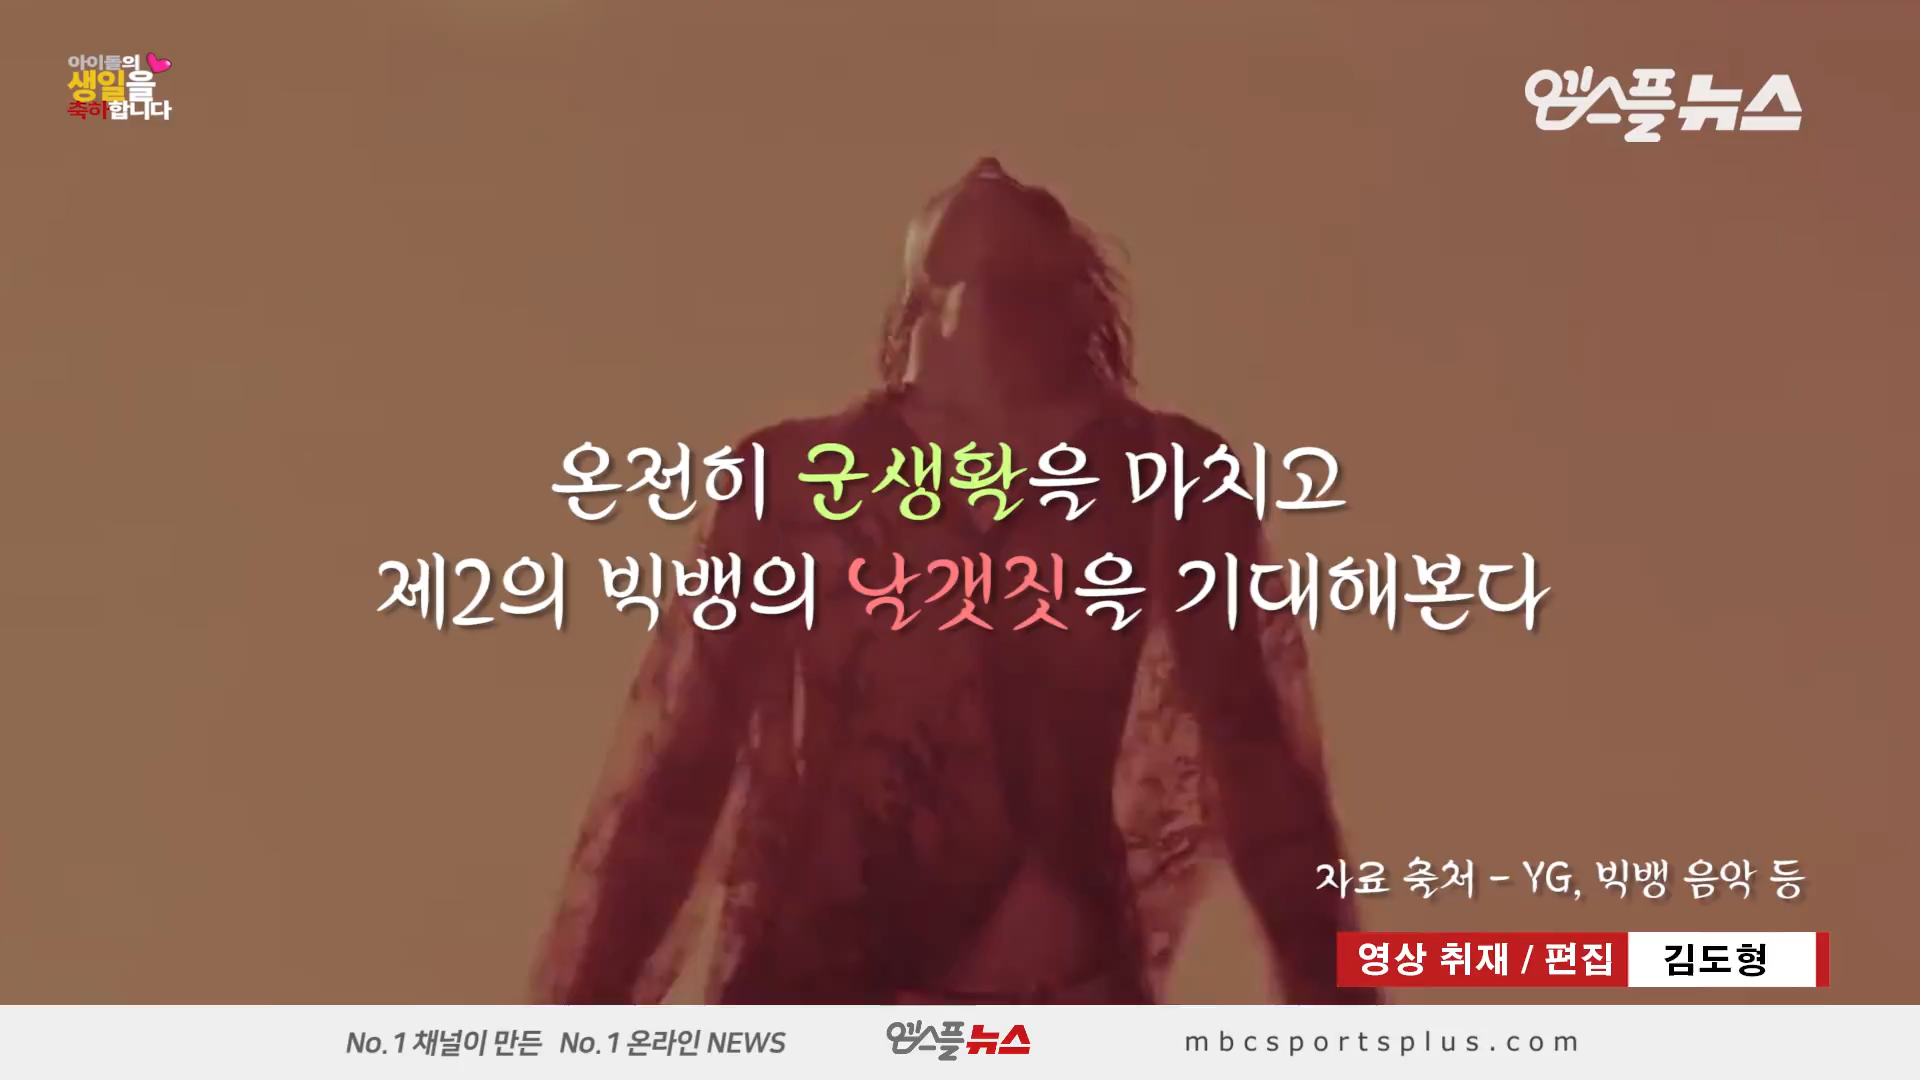 아이돌의
생일을
축하합니다
엠스플뉴스
온전히 군생활을 마치고
제2의 빅뱅의 날갯짓을 기대해본다
자료 출처 - YG, 빅뱅 음악 등
영상 취재 / 편집 김도형
No.1 채널이 만든 No.1 온라인 NEWS 엠스플뉴스 mbcsportsplus.com